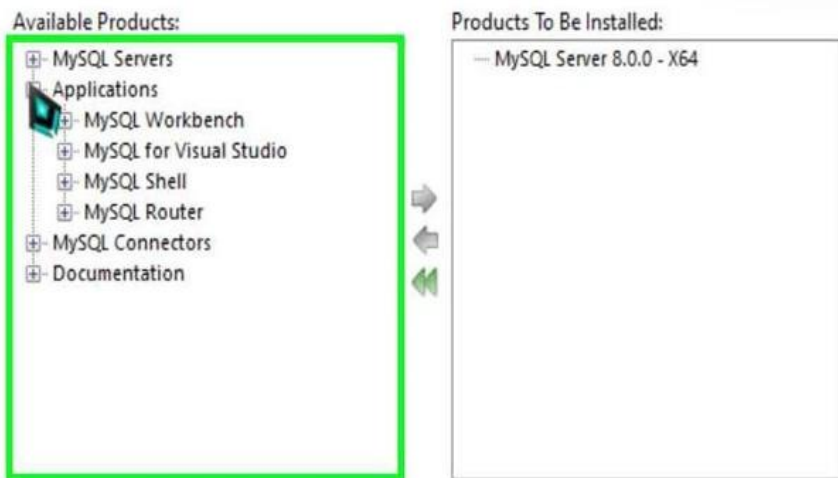 Available Products:
MySQL Servers
Applications
MySQL Workbench
MySQL for Visual Studio
MySQL Shell
MySQL Router
MySQL Connectors
Documentation
Products To Be Installed:
MySQL Server 8.0.0 - X64